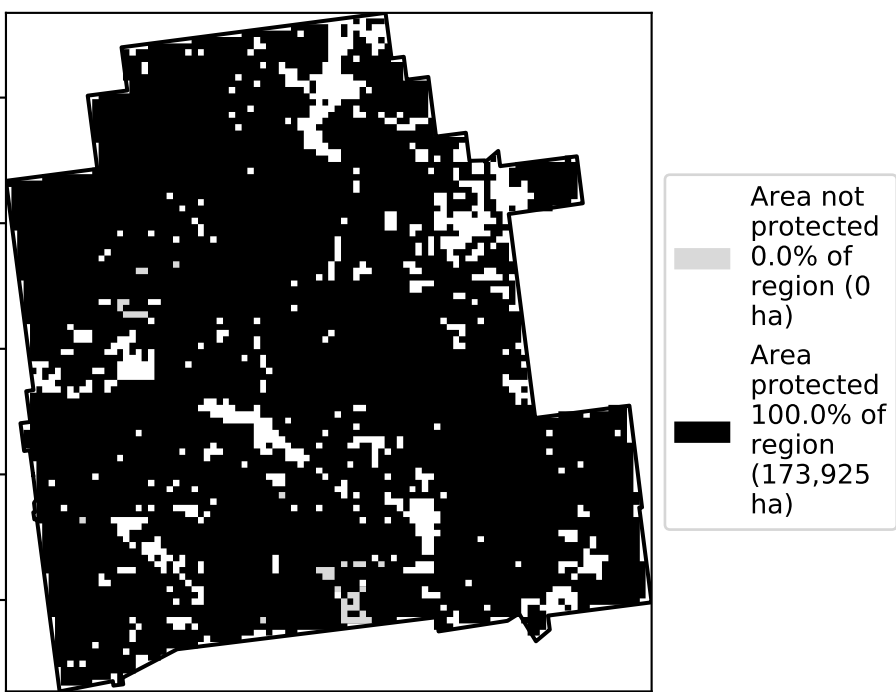 Area not
protected
0.0% of
region (0
ha)
Area
protected
100.0% of
region
(173,925
ha)